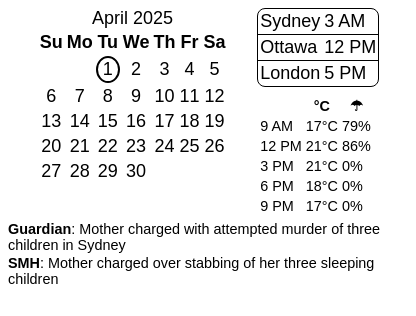 April 2025
Su Mo Tu We Th Fr Sa
1 2 3 4 5
6 7 8 9 10 11 12
13 14 15 16 17 18 19
20 21 22 23 24 25 26
27 28 29 30
Sydney 3 AM
Ottawa 12 PM
London 5 PM
°C ☂
9 AM 17°C 79%
12 PM 21°C 86%
3 PM 21°C 0%
6 PM 18°C 0%
9 PM 17°C 0%
Guardian: Mother charged with attempted murder of three
children in Sydney
SMH: Mother charged over stabbing of her three sleeping
children